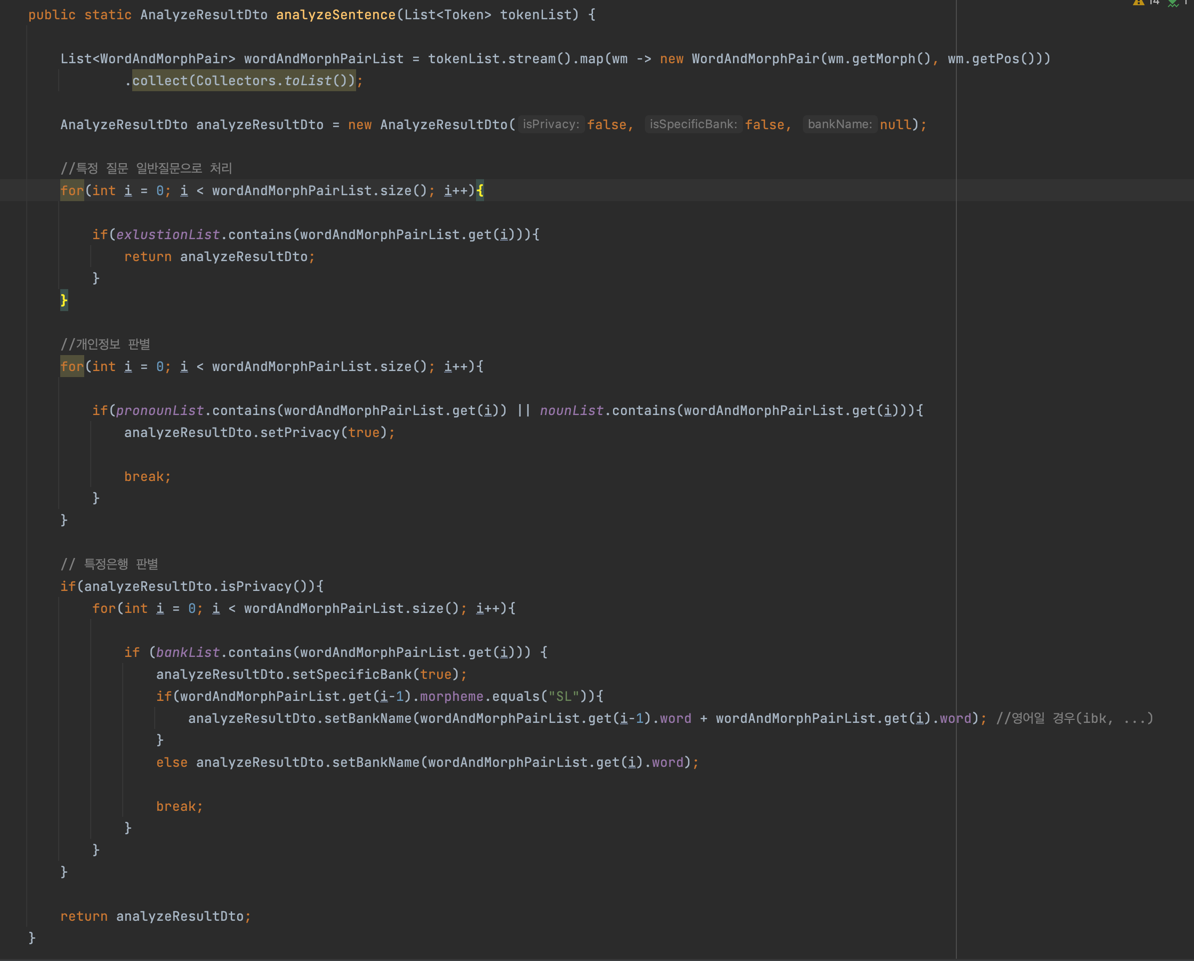 14 1
public static AnalyzeResultDto analyzeSentence(List<Token> tokenList) {
List<WordAndMorphPair> wordAndMorphPairList = tokenList.stream().map(wm -> new WordAndMorphPair(wm.getMorph(), wm.getPos()))
.collect(Collectors.toList());
AnalyzeResultDto analyzeResultDto = new AnalyzeResultDto( isPrivacy: false, isSpecificBank: false, bankName: null);
//특정 질문 일반질문으로 처리
for(int i = 0; i < wordAndMorphPairList.size(); i++){
if(exlustionList.contains(wordAndMorphPairList.get(i))){
return analyzeResultDto;
}
}
//개인정보 판별
for(int i = 0; i < wordAndMorphPairList.size(); i++){
if(pronounList.contains(wordAndMorphPairList.get(i)) || nounList.contains(wordAndMorphPairList.get(i))){
analyzeResultDto.setPrivacy(true);
break;
}
}
// 특정은행 판별
if(analyzeResultDto.isPrivacy()){
for(int i = 0; i < wordAndMorphPairList.size(); i++){
if (bankList.contains(wordAndMorphPairList.get(i))) {
analyzeResultDto.setSpecificBank(true);
if(wordAndMorphPairList.get(i-1).morpheme.equals("SL")){
analyzeResultDto.setBankName(wordAndMorphPairList.get(i-1).word + wordAndMorphPairList.get(i).word); //영어일 경우(ibk, ...)
}
else analyzeResultDto.setBankName(wordAndMorphPairList.get(i).word);
break;
}
}
}
return analyzeResultDto;
}